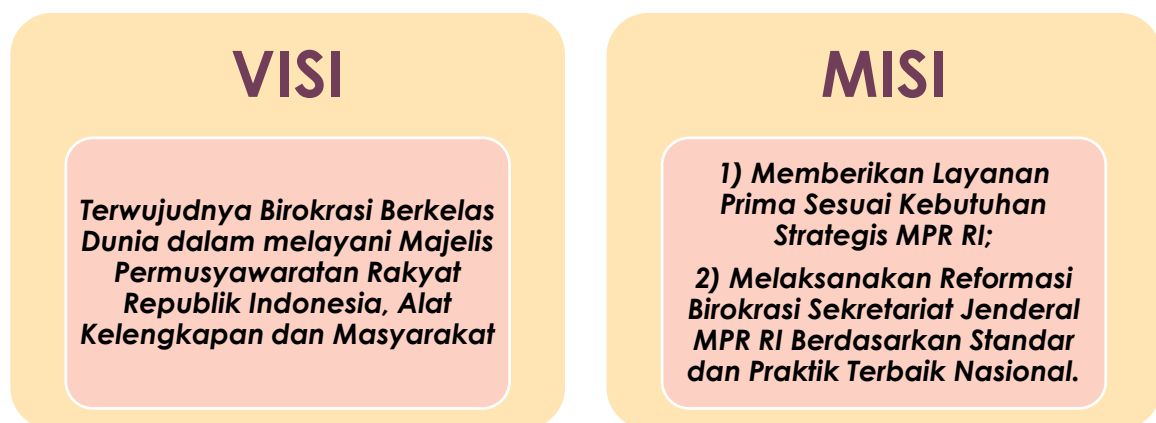 VISI
Terwujudnya Birokrasi Berkelas
Dunia dalam melayani Majelis
Permusyawaratan Rakyat
Republik Indonesia, Alat
Kelengkapan dan Masyarakat
MISI
1) Memberikan Layanan
Prima Sesuai Kebutuhan
Strategis MPR RI;
2) Melaksanakan Reformasi
Birokrasi Sekretariat Jenderal
MPR RI Berdasarkan Standar
dan Praktik Terbaik Nasional.